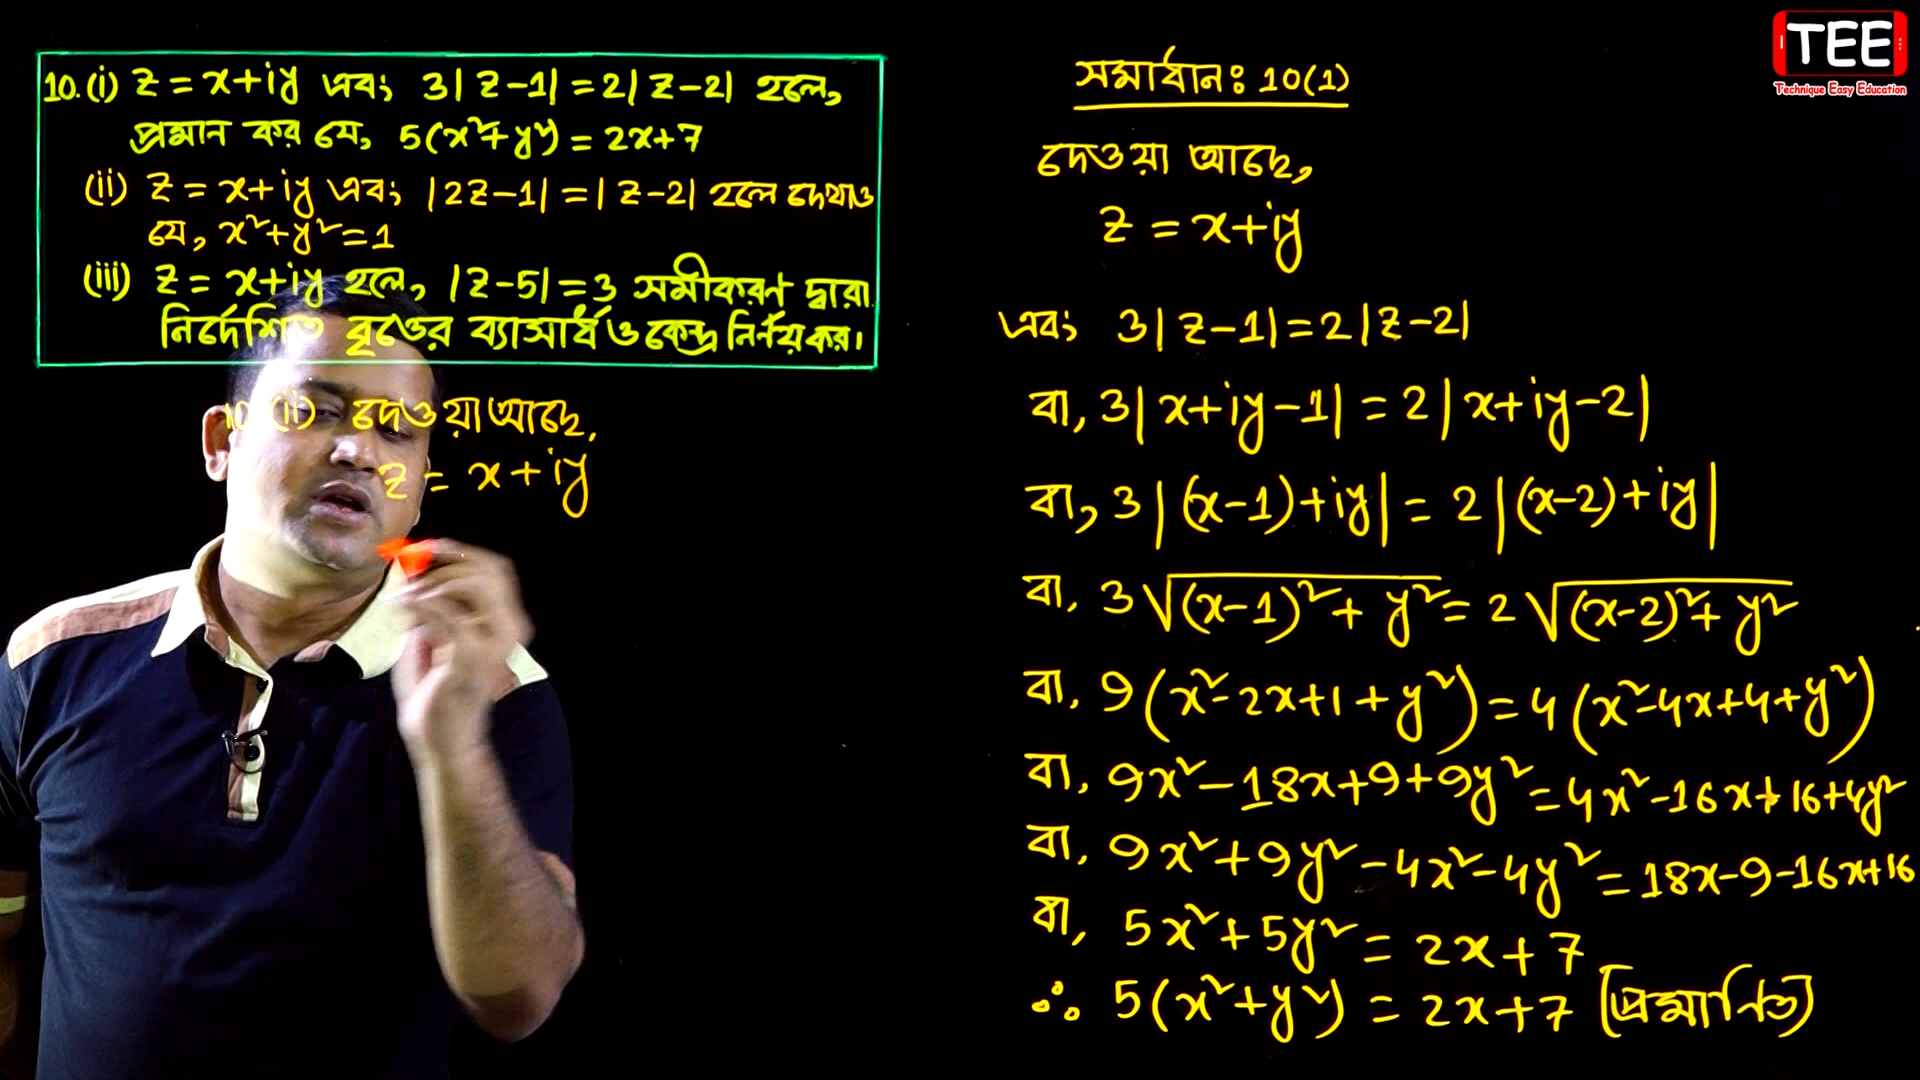 10.(i) z = x+iy এবং 3|z-1| = 2|z-2| হলে,
প্রমান কর যে, 5(x²+y²) = 2x+7
(ii) z = x+iy এবং |2z-1| = |z-2| হলে দেখাও
যে, x²+y²=1
(iii) z = x+iy হলে, |z-5| = 3 সমীকরণ দ্বারা
নির্দেশিত বৃত্তের ব্যাসার্ধ ও কেন্দ্র নির্ণয় কর।
10 (ii) দেওয়া আছে,
z = x+iy
সমাধান: 10(1)
দেওয়া আছে,
z = x+iy
এবং 3|z-1| = 2|z-2|
বা, 3|x+iy-1| = 2|x+iy-2|
বা, 3|(x-1)+iy| = 2|(x-2)+iy|
বা, 3√(x-1)²+y² = 2√(x-2)²+y²
বা, 9(x²-2x+1+y²) = 4(x²-4x+4+y²)
বা, 9x²-18x+9+9y² = 4x²-16x+16+4y²
বা, 9x²+9y²-4x²-4y² = 18x-9-16x+16
বা, 5x²+5y² = 2x+7
∴ 5(x²+y²) = 2x+7 [প্রমাণিত]
TEE
Technique Easy Education